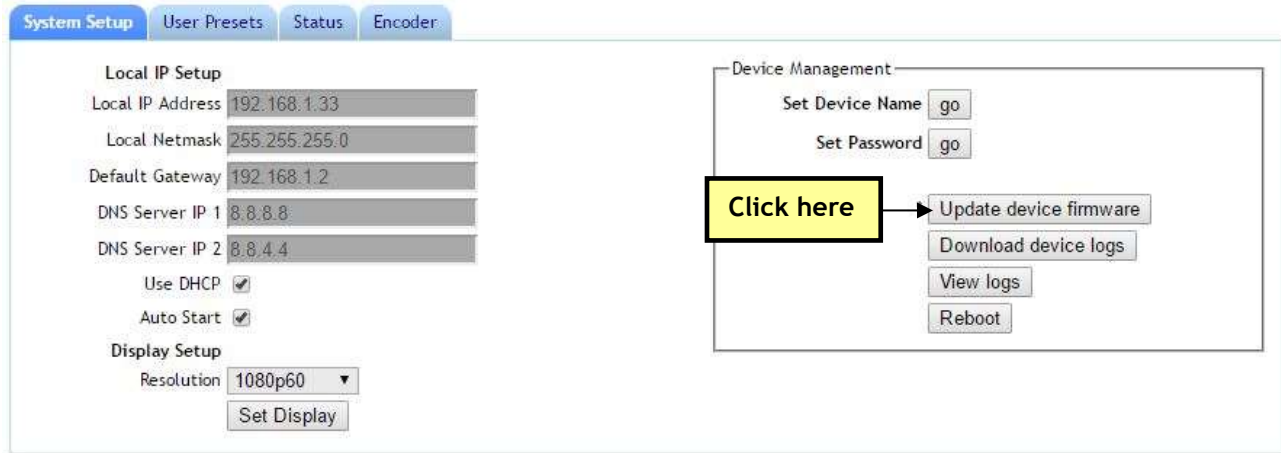 System Setup User Presets Status Encoder
Local IP Setup
Local IP Address 192.168.1.33
Local Netmask 255.255.255.0
Default Gateway 192.168.1.2
DNS Server IP 1 8.8.8.8
DNS Server IP 2 8.8.4.4
Use DHCP
Auto Start
Display Setup
Resolution 1080p60
Set Display
Device Management
Set Device Name go
Set Password go
Click here
Update device firmware
Download device logs
View logs
Reboot